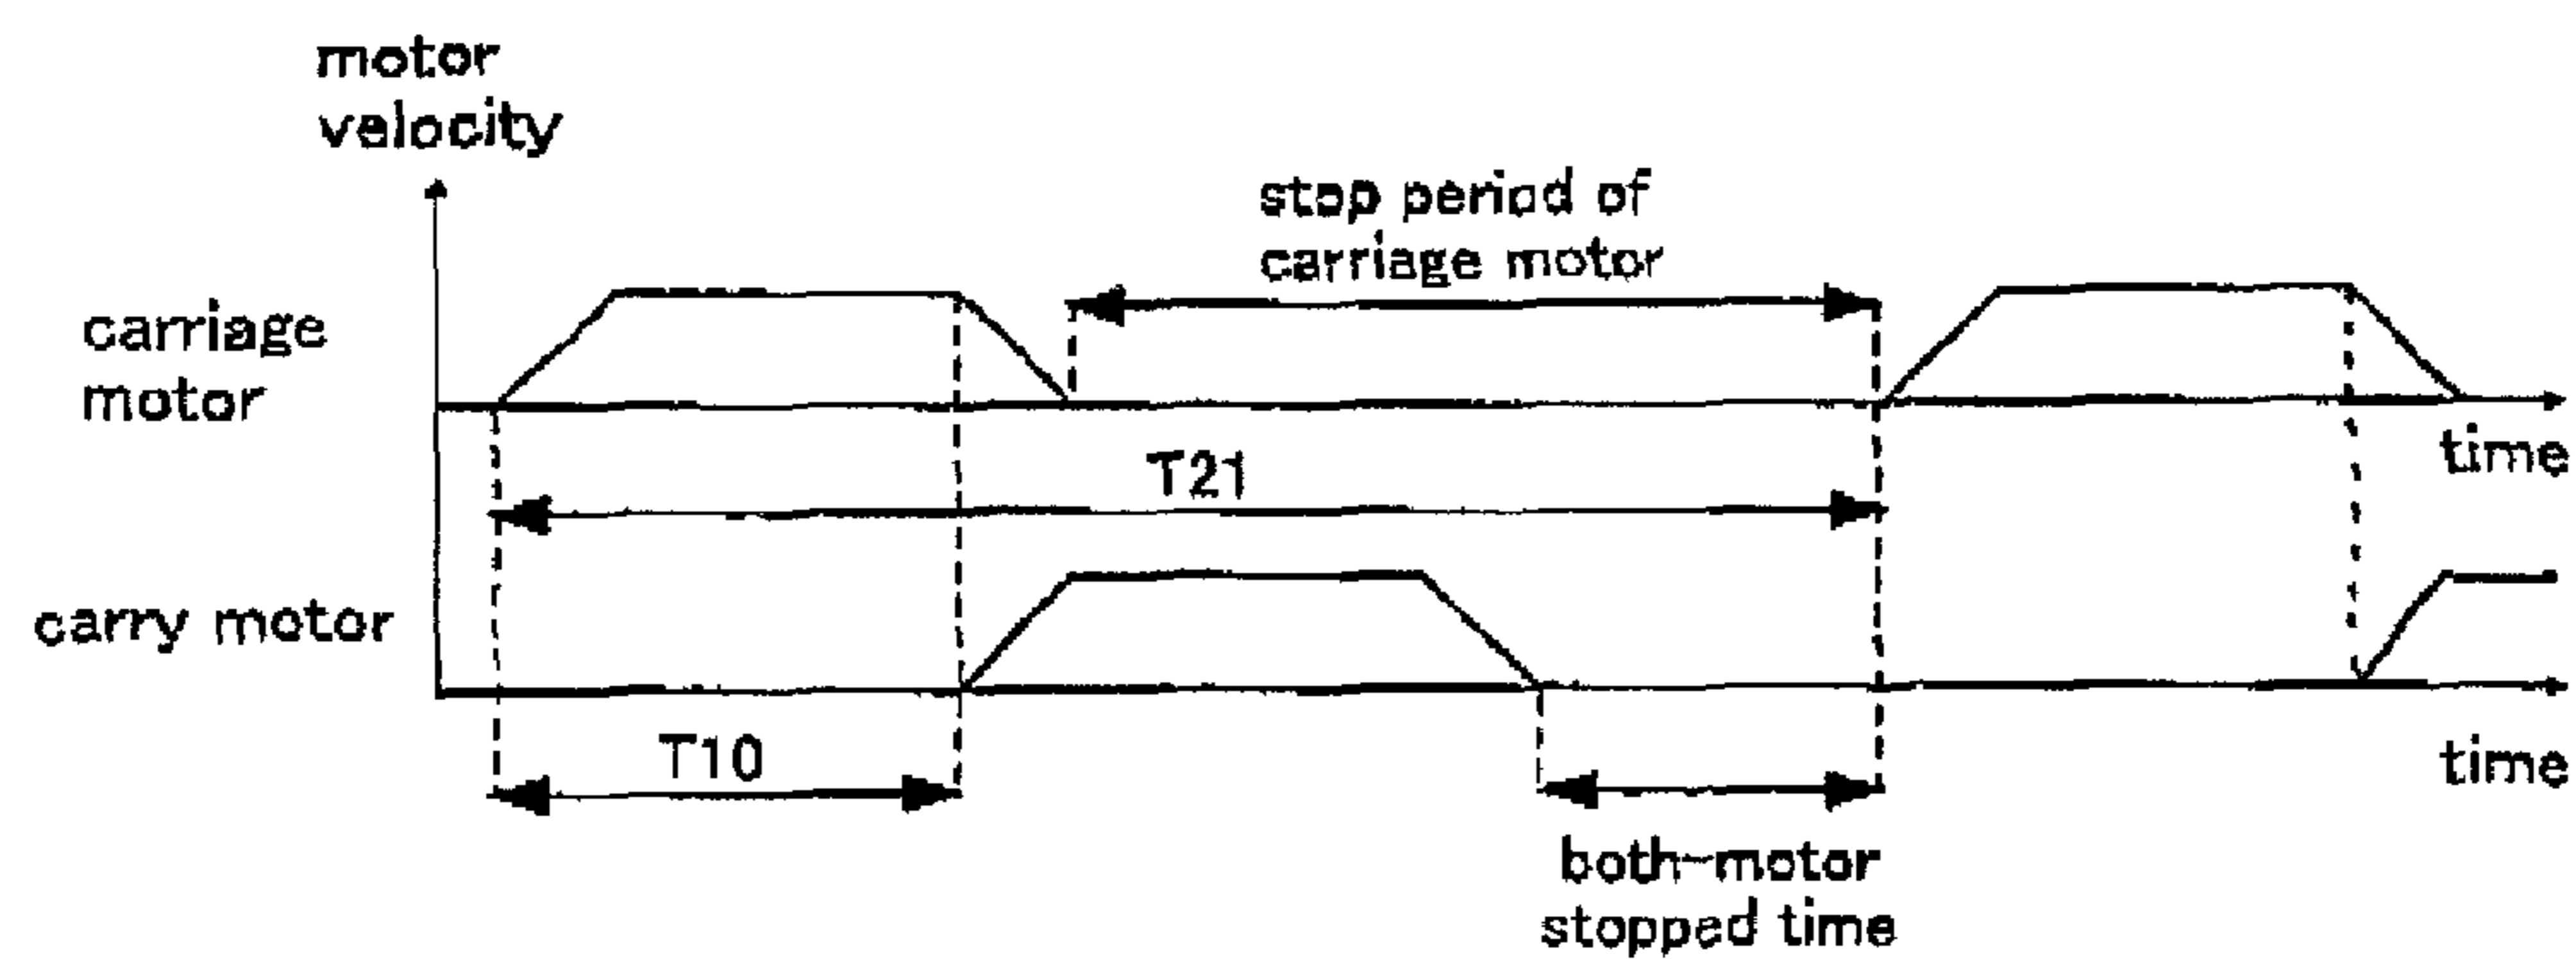 motor
velocity
stop period of
carriage motor
carriage
motor
time
T21
carry motor
T10
time
both-motor
stopped time